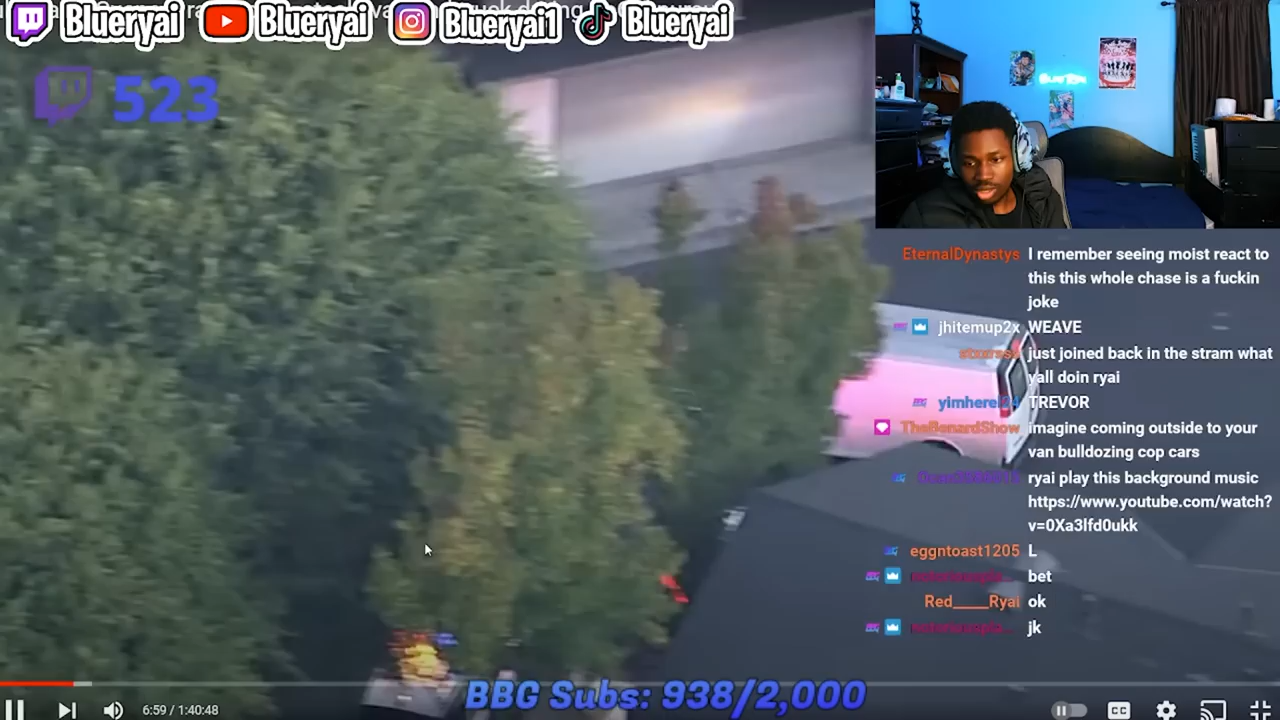 Blueryai Blueryai Blueryai1 Blueryai
523
EternalDynastys I remember seeing moist react to
this this whole chase is a fuckin
joke
jhitemup2x WEAVE
just joined back in the stram what
yall doin ryai
TREVOR
TheBenardShow imagine coming outside to your
van bulldozing cop cars
ryai play this background music
https://www.youtube.com/watch?
v=0Xa3lfd0ukk
eggntoast1205 L
bet
Red____Ryai ok
jk
BBG Subs: 938/2,000
6:59 / 1:40:48
CC